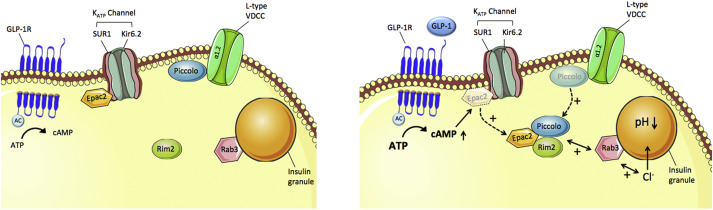 GLP-1R
K_ATP Channel
SUR1 Kir6.2
L-type
VDCC
α1.2
Piccolo
Epac2
AC
ATP
cAMP
Rim2
Rab3
Insulin
granule
GLP-1R
GLP-1
K_ATP Channel
SUR1 Kir6.2
L-type
VDCC
α1.2
Piccolo
Epac2
AC
ATP
cAMP
+
+
Epac2
Piccolo
Rim2
+
Rab3
+
pH
Cl-
Insulin
granule